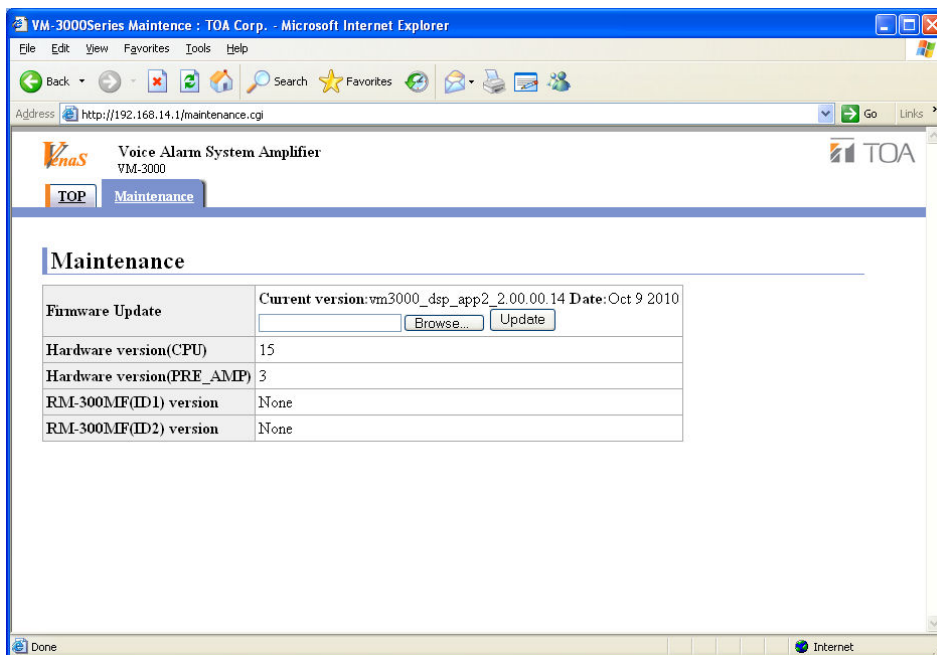 VM-3000Series Maintence : TOA Corp. - Microsoft Internet Explorer
File Edit View Favorites Tools Help
Back Search Favorites
Address http://192.168.14.1/maintenance.cgi Go Links
VenaS Voice Alarm System Amplifier TOA
VM-3000
TOP Maintenance
Maintenance
Firmware Update Current version:vm3000_dsp_app2_2.00.00.14 Date:Oct 9 2010
Browse... Update
Hardware version(CPU) 15
Hardware version(PRE_AMP) 3
RM-300MF(ID1) version None
RM-300MF(ID2) version None
Done Internet